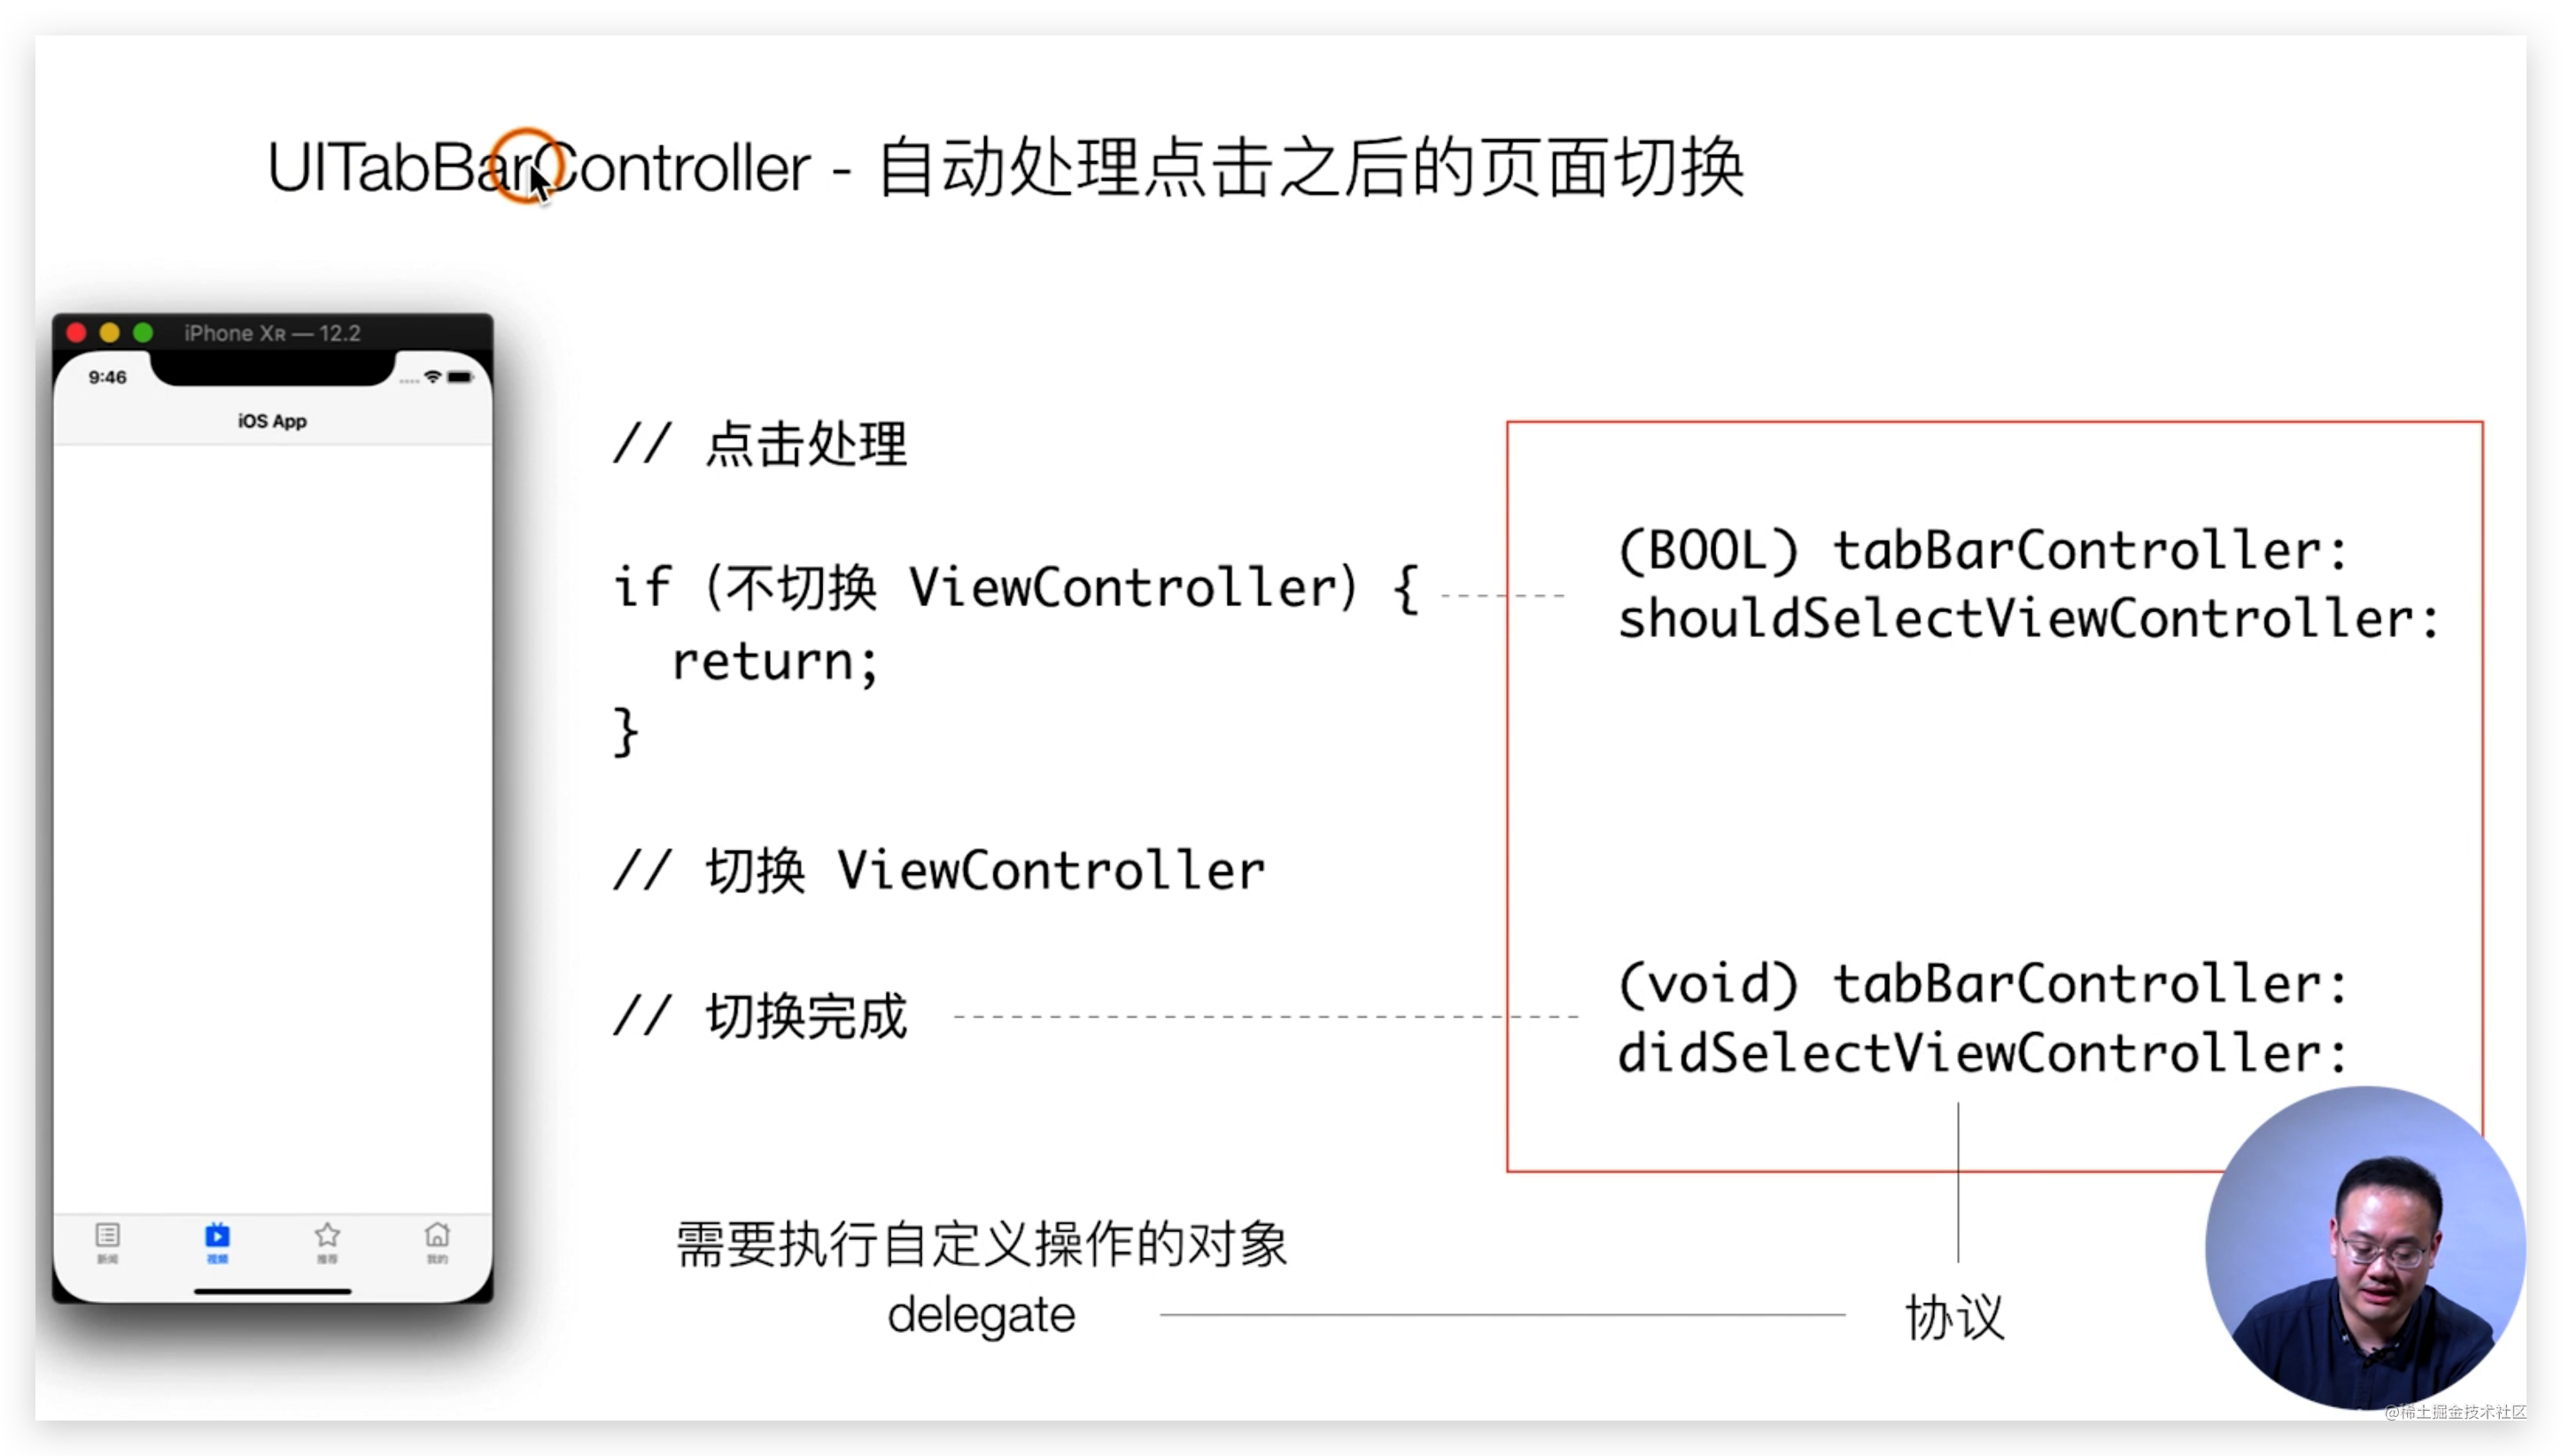 UITabBarController - 自动处理点击之后的页面切换
iPhone XR — 12.2
9:46
iOS App
// 点击处理
if (不切换 ViewController) {
return;
}
// 切换 ViewController
// 切换完成
(BOOL) tabBarController:
shouldSelectViewController:
(void) tabBarController:
didSelectViewController:
需要执行自定义操作的对象
delegate
协议
新闻
视频
推荐
我的
@稀土掘金技术社区